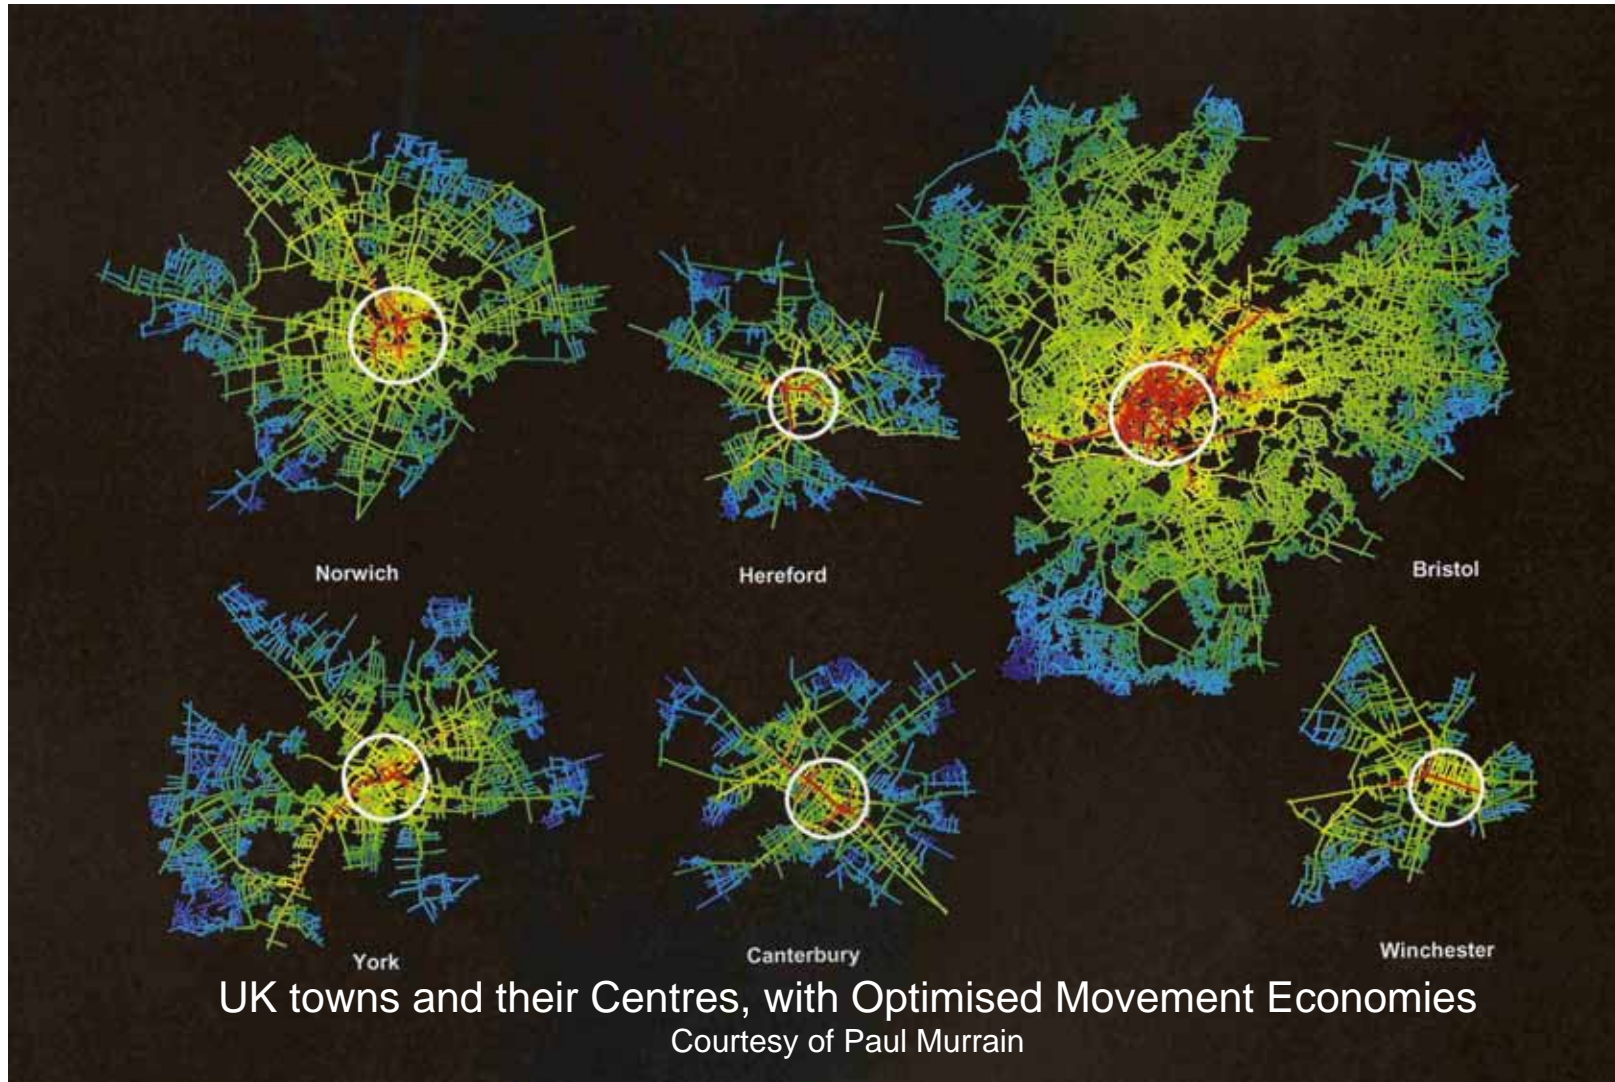 Norwich
Hereford
Bristol
York
Canterbury
Winchester
UK towns and their Centres, with Optimised Movement Economies
Courtesy of Paul Murrain